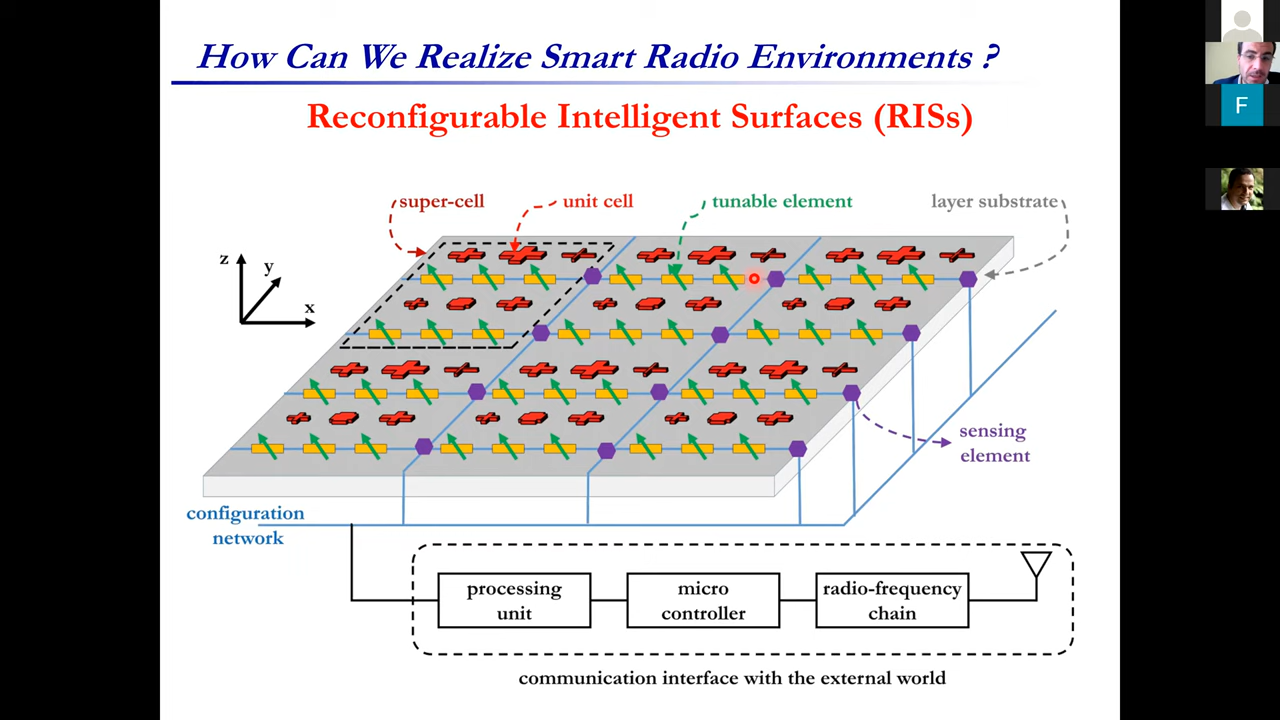 How Can We Realize Smart Radio Environments ?
Reconfigurable Intelligent Surfaces (RISs)
super-cell
unit cell
tunable element
layer substrate
z
y
x
F
sensing
element
configuration
network
processing
unit
micro
controller
radio-frequency
chain
communication interface with the external world